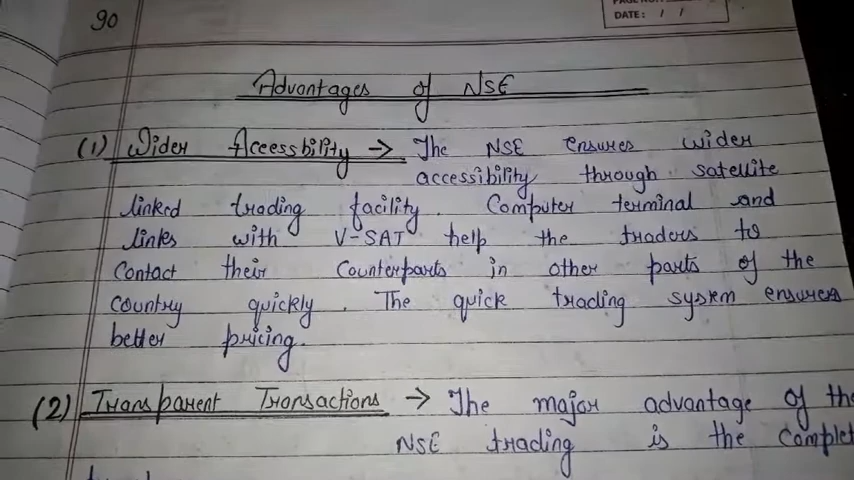 90
DATE: / /
Advantages of NSE
(1) Wider Accessbility → The NSE ensures wider
accessibility through satellite
linked trading facility. Computer terminal and
links with V-SAT help the traders to
contact their counterparts in other parts of the
country quickly. The quick trading system ensures
better pricing.
(2) Transparent Transactions → The major advantage of the
NSE trading is the complet